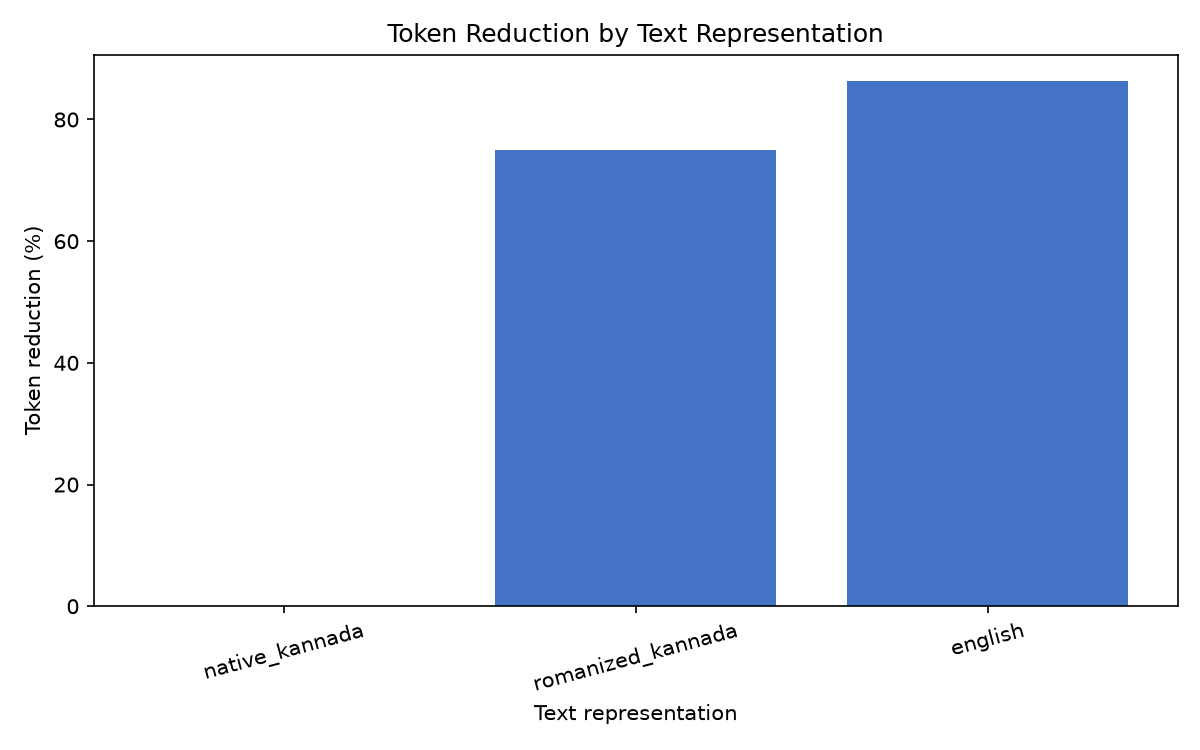 Token Reduction by Text Representation
Token reduction (%)
80
60
40
20
0
native_kannada
romanized_kannada
english
Text representation